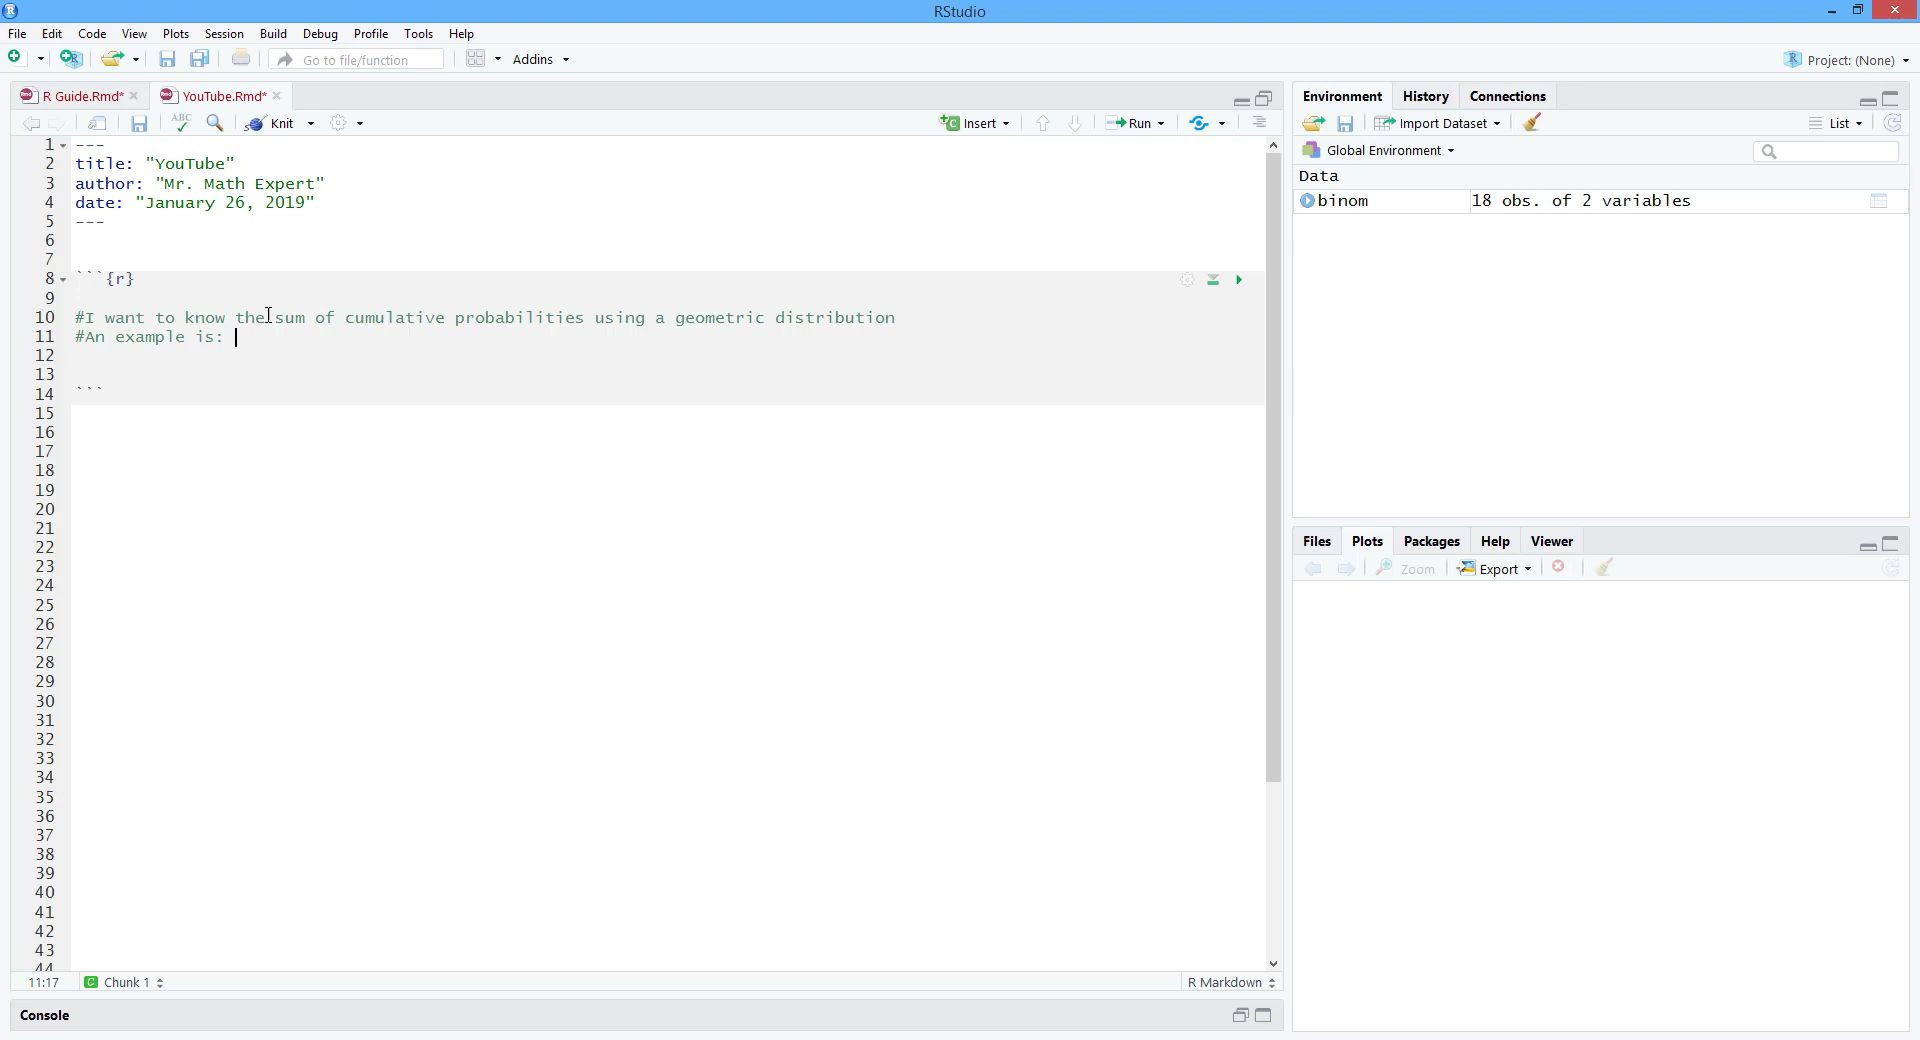 RStudio
File Edit Code View Plots Session Build Debug Profile Tools Help
Go to file/function Addins Project: (None)
R Guide.Rmd* YouTube.Rmd*
ABC Knit Insert Run
1 ---
2 title: "YouTube"
3 author: "Mr. Math Expert"
4 date: "January 26, 2019"
5 ---
6
7
8 ```{r}
9
10 #I want to know the sum of cumulative probabilities using a geometric distribution
11 #An example is:
12
13
14 ```
15
16
17
18
19
20
21
22
23
24
25
26
27
28
29
30
31
32
33
34
35
36
37
38
39
40
41
42
43
44
11:17 Chunk 1 R Markdown
Console
Environment History Connections
Import Dataset List
Global Environment
Data
binom 18 obs. of 2 variables
Files Plots Packages Help Viewer
Zoom Export